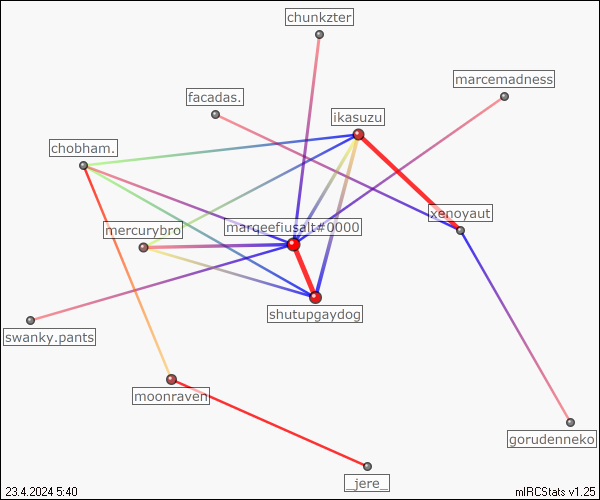 chunkzter
marcemadness
facadas.
ikasuzu
chobham.
xenoyaut
mercurybro
marqeefiusalt#0000
shutupgaydog
swanky.pants
moonraven
gorudenneko
_jere_
23.4.2024 5:40
mIRCStats v1.25